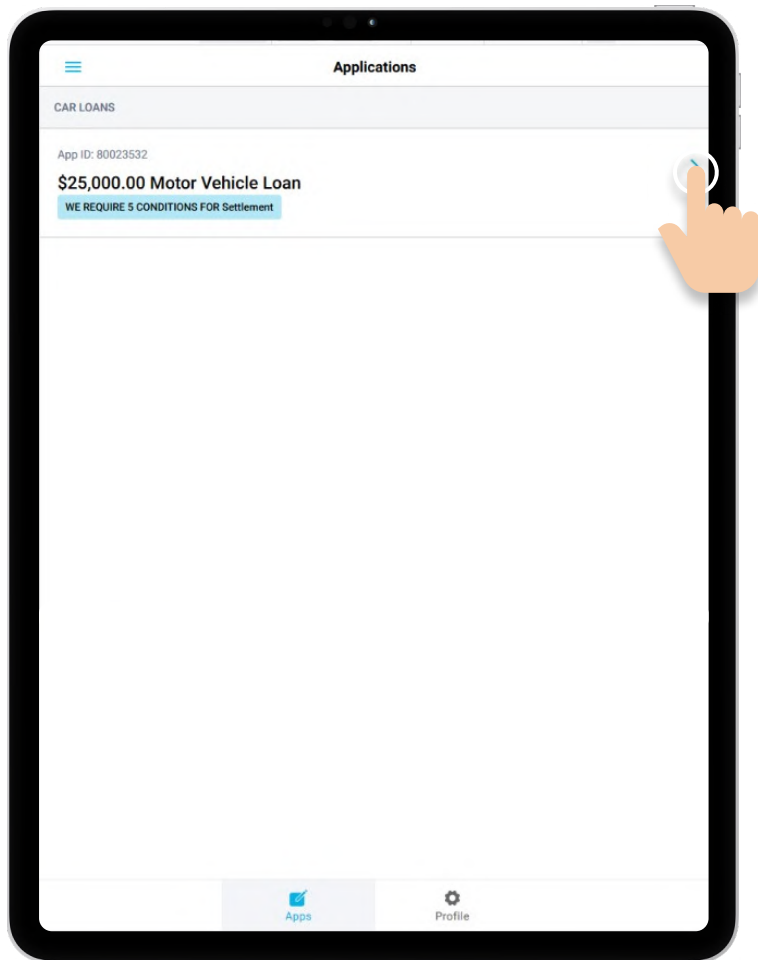 Applications
CAR LOANS
App ID: 80023532
$25,000.00 Motor Vehicle Loan
WE REQUIRE 5 CONDITIONS FOR Settlement
Apps
Profile